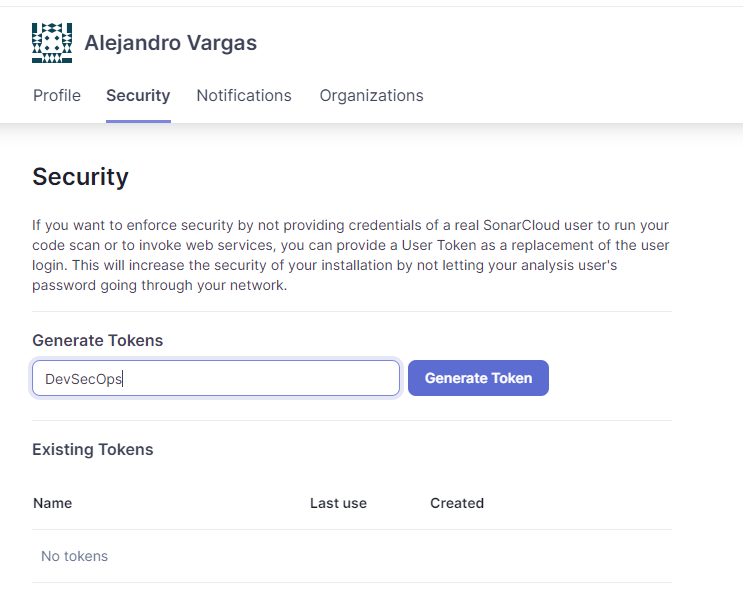 Alejandro Vargas
Profile Security Notifications Organizations
Security
If you want to enforce security by not providing credentials of a real SonarCloud user to run your
code scan or to invoke web services, you can provide a User Token as a replacement of the user
login. This will increase the security of your installation by not letting your analysis user's
password going through your network.
Generate Tokens
DevSecOps Generate Token
Existing Tokens
Name Last use Created
No tokens